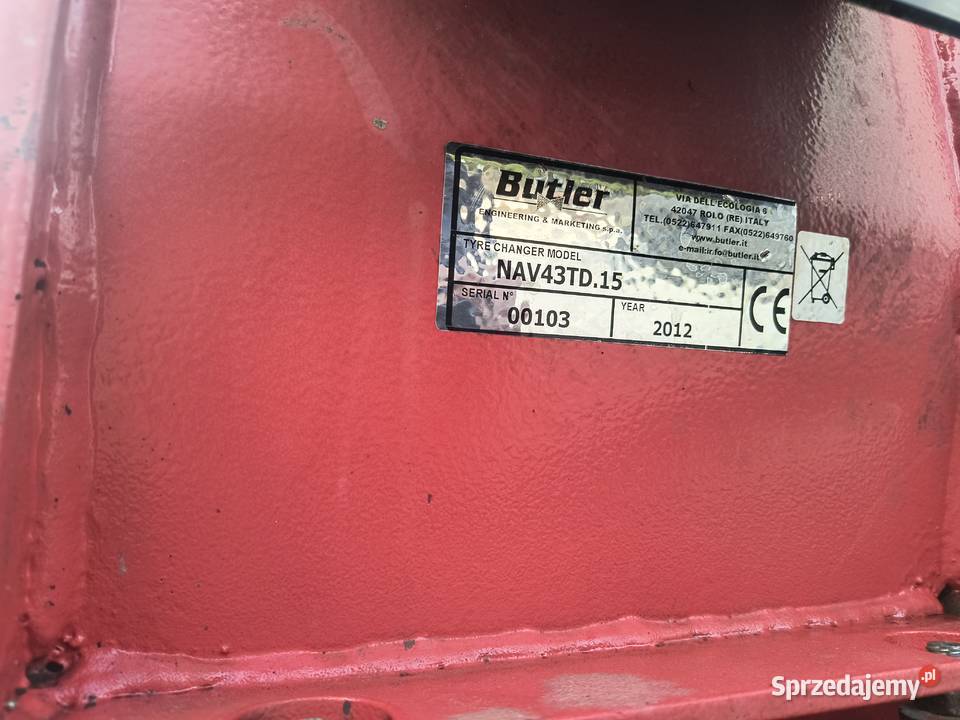 Butler
ENGINEERING & MARKETING s.p.a.
VIA DELL'ECOLOGIA 6
42047 ROLO (RE) ITALY
TEL.(0522)647911 FAX(0522)649760
www.butler.it
e-mail:info@butler.it
TYRE CHANGER MODEL
NAV43TD.15
SERIAL N°
00103
YEAR
2012
CE
Sprzedajemy.pl